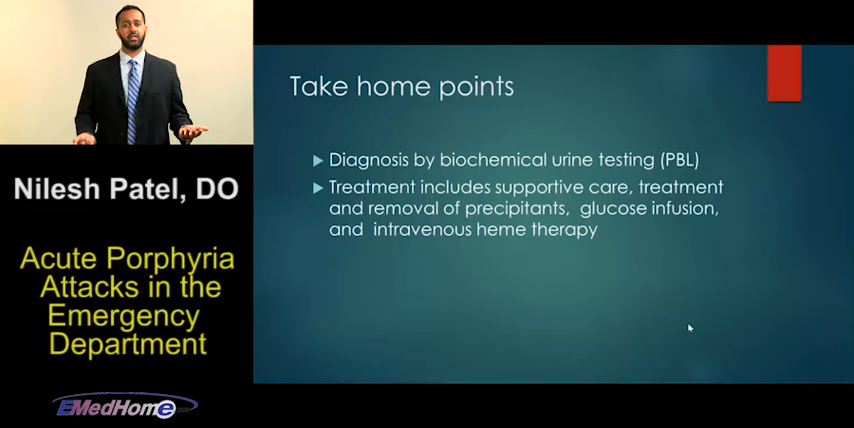 Take home points
Diagnosis by biochemical urine testing (PBL)
Treatment includes supportive care, treatment
and removal of precipitants, glucose infusion,
and intravenous heme therapy
Nilesh Patel, DO
Acute Porphyria
Attacks in the
Emergency
Department
EMedHome